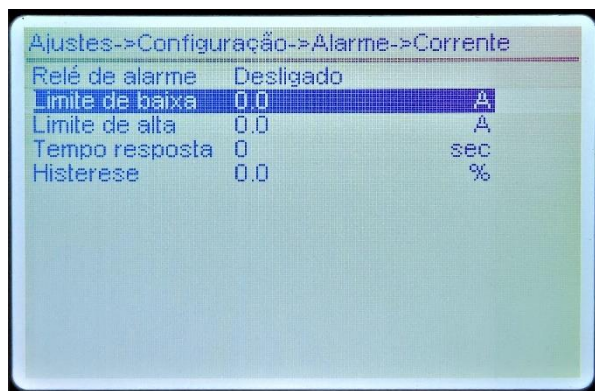 Ajustes->Configuração->Alarme->Corrente
Relé de alarme Desligado
Limite de baixa 0.0 A
Limite de alta 0.0 A
Tempo resposta 0 sec
Histerese 0.0 %